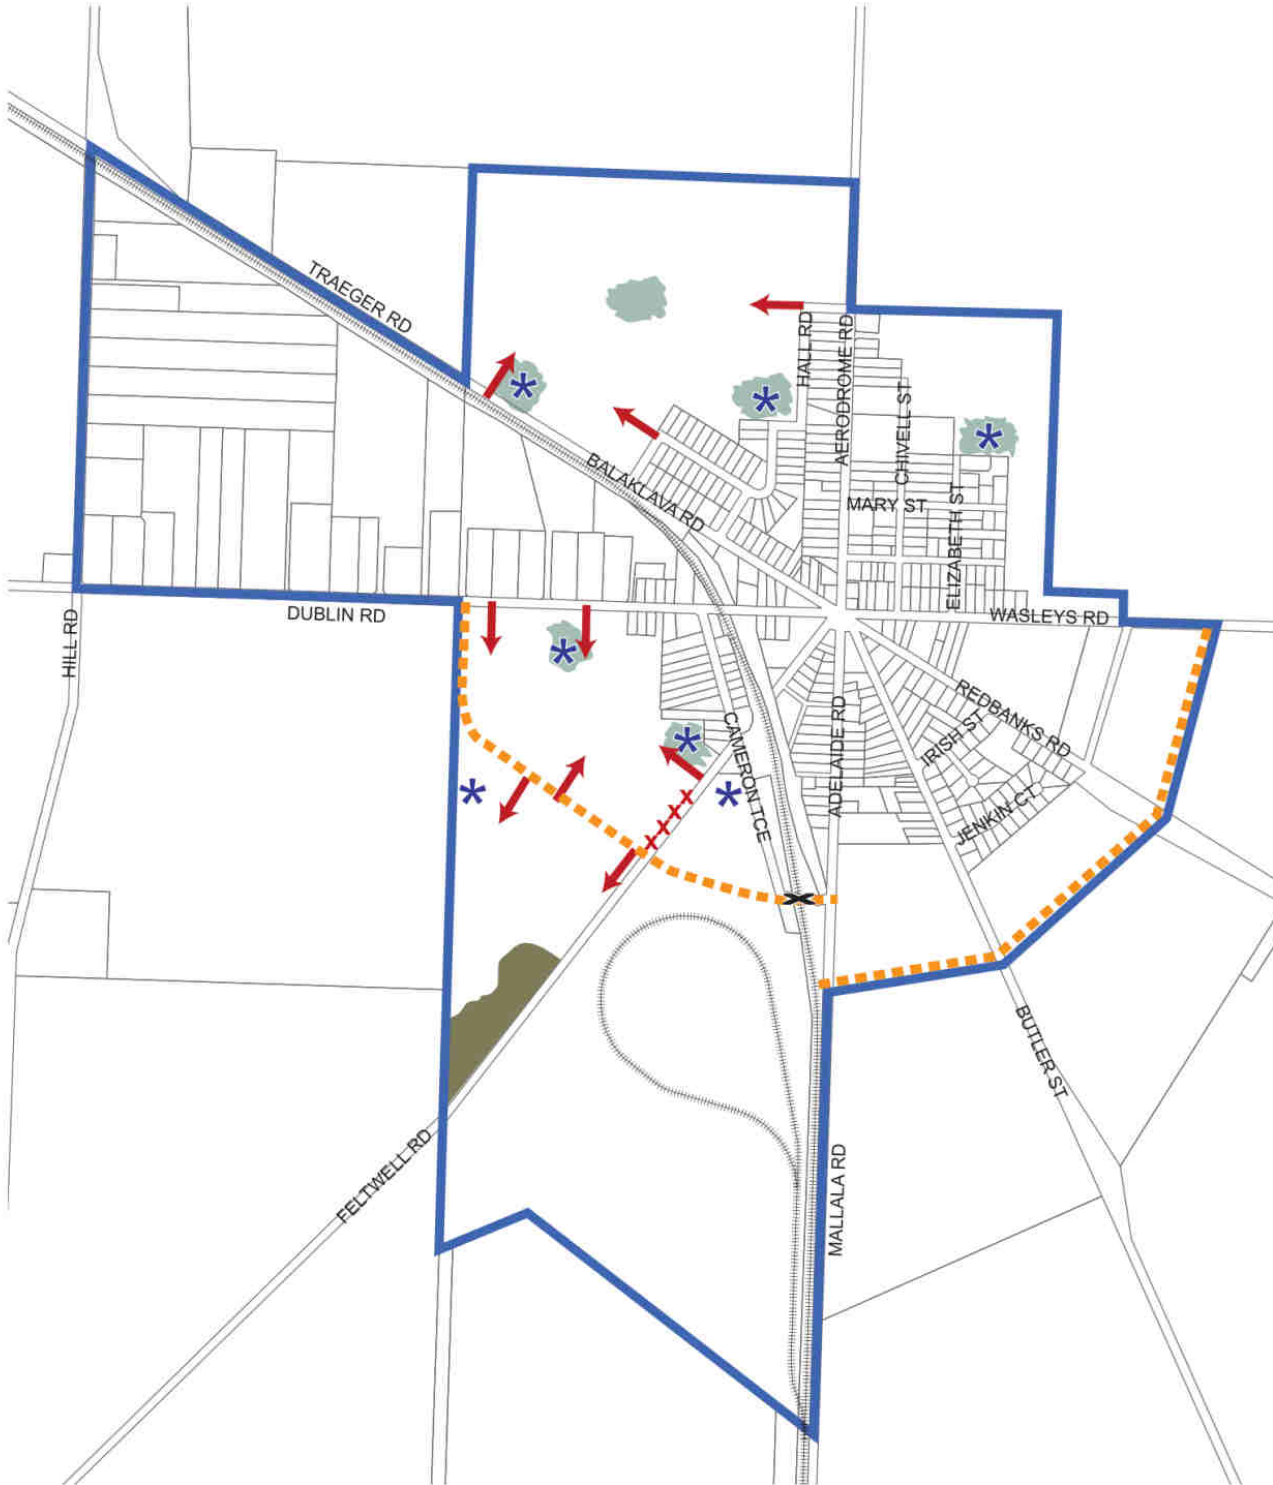 TRAEGER RD
HALL RD
AERODROME RD
CHIVELL ST
BALAKLAVA RD
MARY ST
ELIZABETH ST
DUBLIN RD
WASLEYS RD
HILL RD
REDBANKS RD
IRISH ST
CAMERON TCE
ADELAIDE RD
JENKIN CT
x
x
x
x
BUTLER ST
FELTWELL RD
MALLALA RD